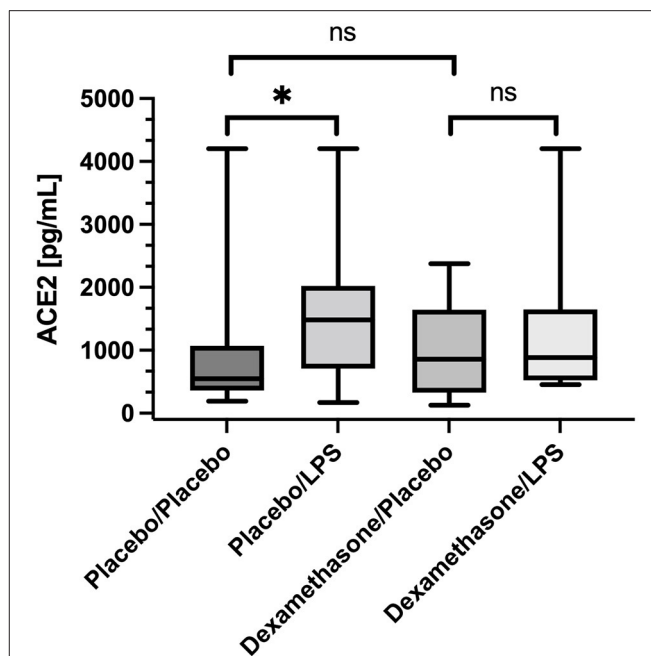 ns
*
ns
5000
4000
3000
2000
1000
0
ACE2 [pg/mL]
Placebo/Placebo
Placebo/LPS
Dexamethasone/Placebo
Dexamethasone/LPS